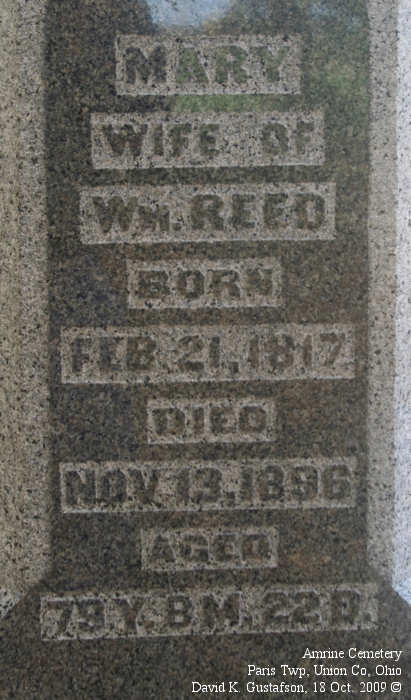 MARY
WIFE OF
WM. REED
BORN
FEB. 21, 1817
DIED
NOV. 13, 1896
AGED
79 Y. 8 M. 22 D.
Amrine Cemetery
Paris Twp, Union Co, Ohio
David K. Gustafson, 18 Oct. 2009 ©